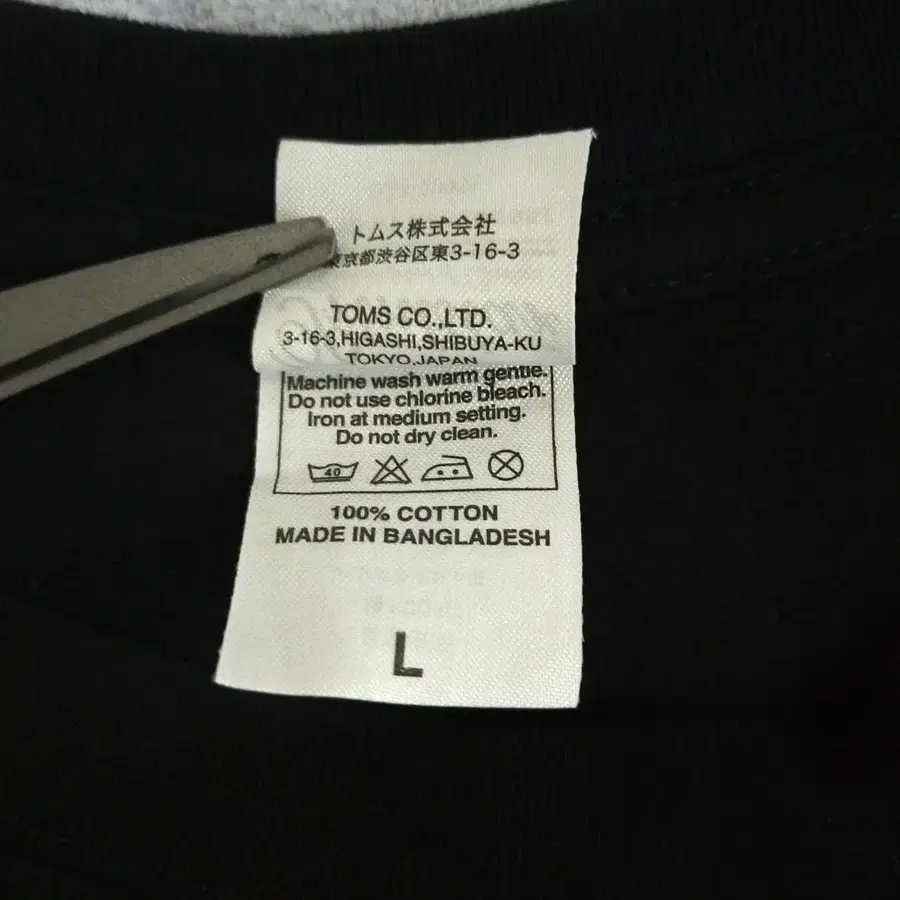 トムス株式会社
東京都渋谷区東3-16-3
TOMS CO.,LTD.
3-16-3,HIGASHI,SHIBUYA-KU
TOKYO,JAPAN
Machine wash warm gentle.
Do not use chlorine bleach.
Iron at medium setting.
Do not dry clean.
40
100% COTTON
MADE IN BANGLADESH
L